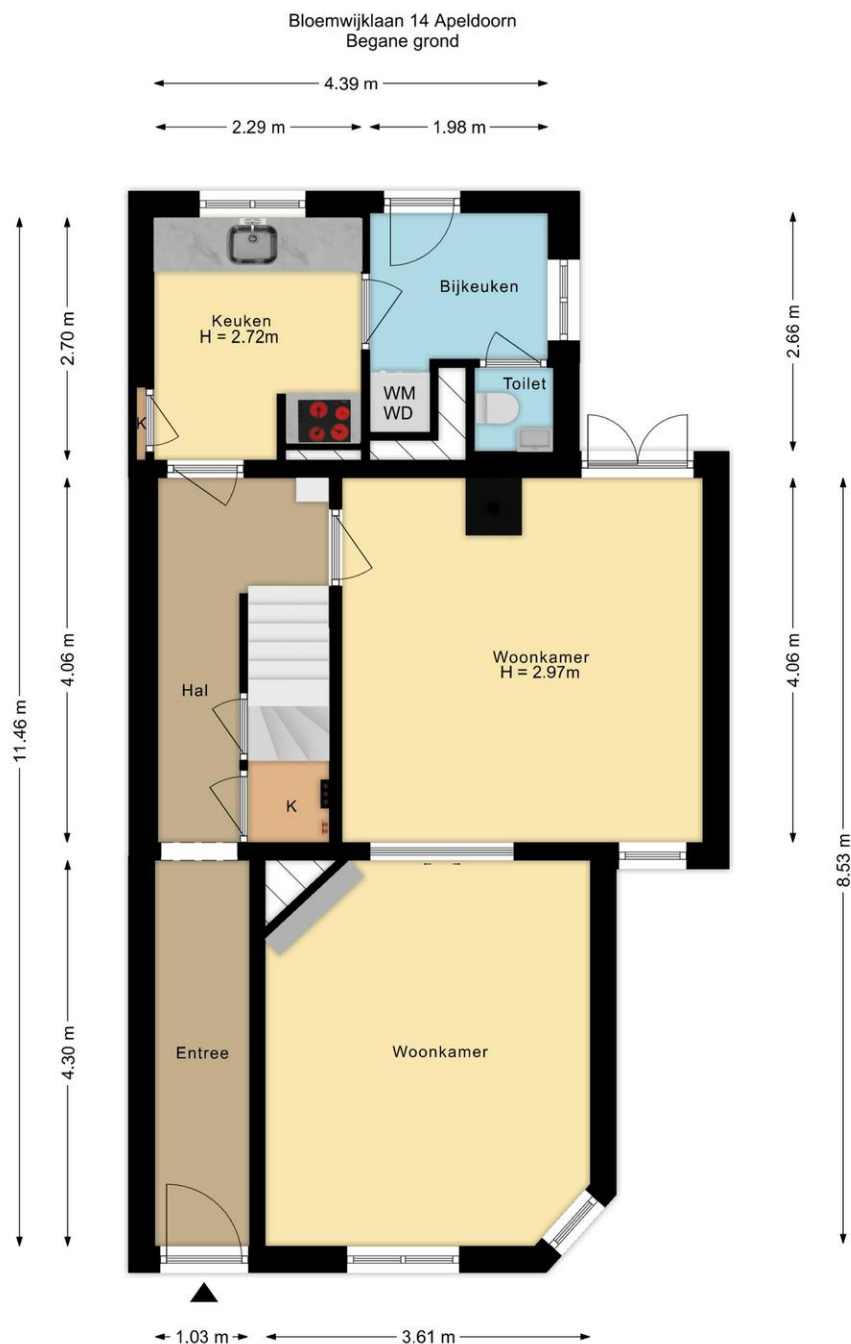 Bloemwijklaan 14 Apeldoorn
Begane grond
4.39 m
2.29 m
1.98 m
Keuken
H = 2.72m
Bijkeuken
Toilet
WM
WD
K
2.70 m
2.66 m
11.46 m
4.06 m
Hal
K
Woonkamer
H = 2.97m
4.06 m
8.53 m
4.30 m
Entree
Woonkamer
1.03 m
3.61 m